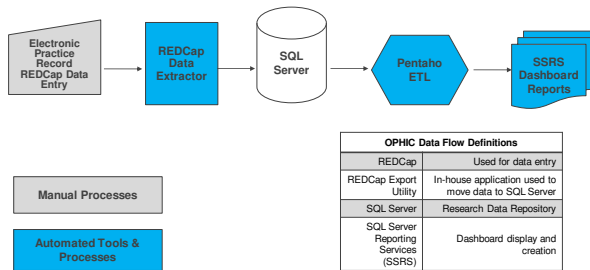 Electronic
Practice
Record
REDCap Data
Entry
REDCap
Data
Extractor
SQL
Server
Pentaho
ETL
SSRS
Dashboard
Reports
Manual Processes
Automated Tools &
Processes
OPHIC Data Flow Definitions
REDCap
Used for data entry
REDCap Export
Utility
In-house application used to
move data to SQL Server
SQL Server
Research Data Repository
SQL Server
Reporting
Services
(SSRS)
Dashboard display and
creation